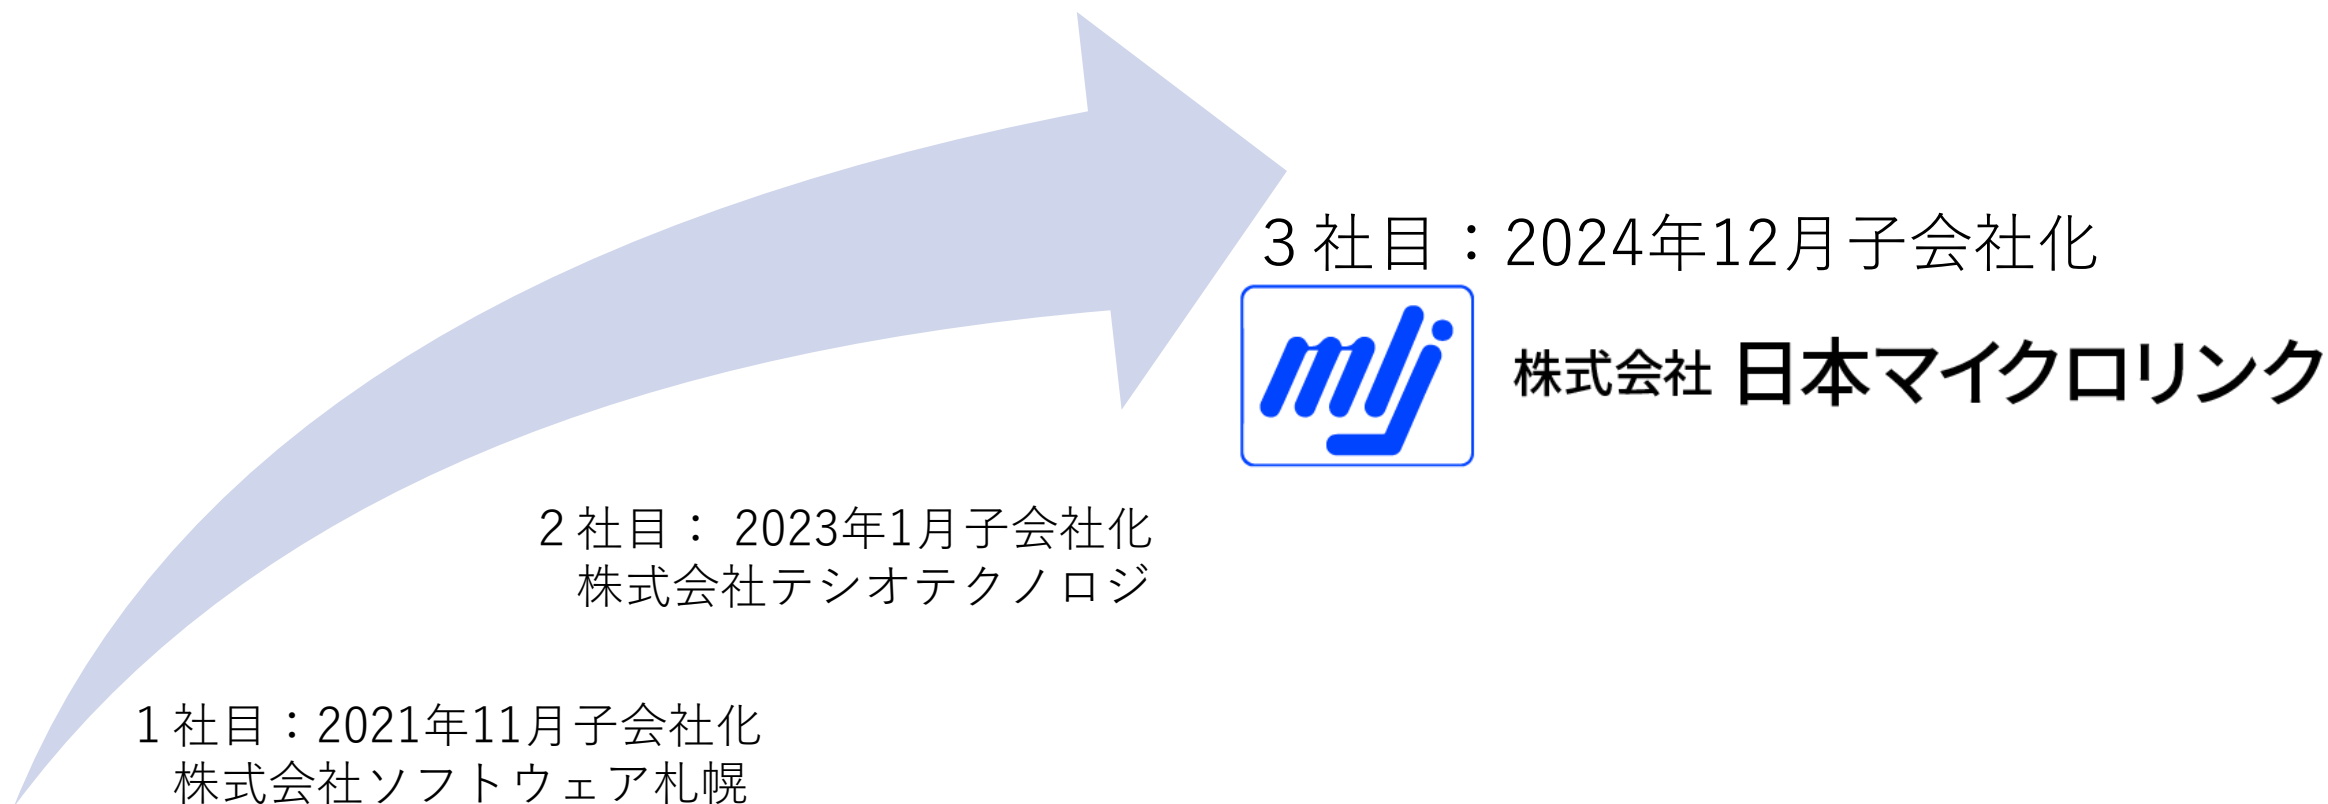 ３社目：2024年12月子会社化
mlj
株式会社 日本マイクロリンク
２社目： 2023年1月子会社化
株式会社テシオテクノロジ
１社目：2021年11月子会社化
株式会社ソフトウェア札幌